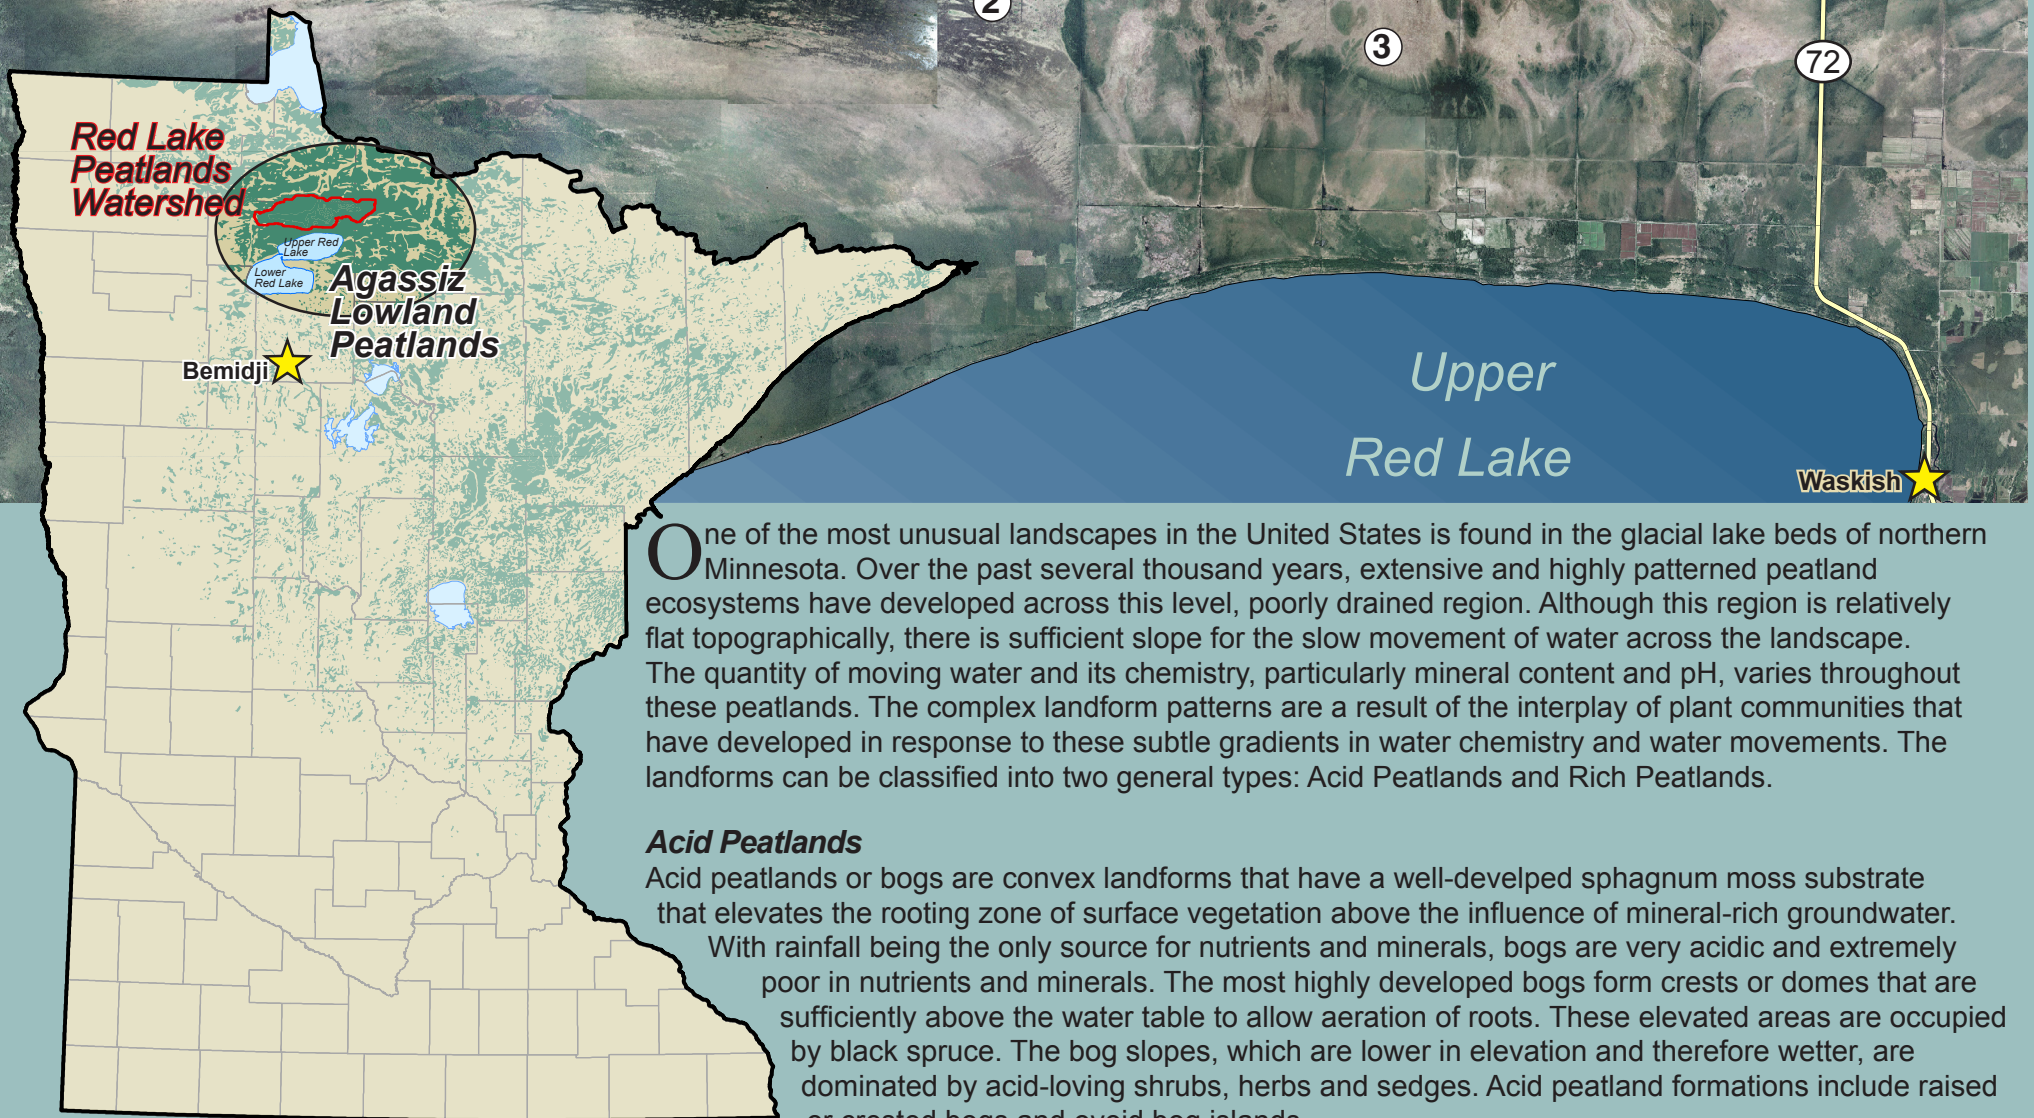 2
3
72
Red Lake
Peatlands
Watershed
Upper Red
Lake
Lower
Red Lake
Agassiz
Lowland
Peatlands
Bemidji
Upper
Red Lake
Waskish
One of the most unusual landscapes in the United States is found in the glacial lake beds of northern
Minnesota. Over the past several thousand years, extensive and highly patterned peatland
ecosystems have developed across this level, poorly drained region. Although this region is relatively
flat topographically, there is sufficient slope for the slow movement of water across the landscape.
The quantity of moving water and its chemistry, particularly mineral content and pH, varies throughout
these peatlands. The complex landform patterns are a result of the interplay of plant communities that
have developed in response to these subtle gradients in water chemistry and water movements. The
landforms can be classified into two general types: Acid Peatlands and Rich Peatlands.
Acid Peatlands
Acid peatlands or bogs are convex landforms that have a well-develped sphagnum moss substrate
that elevates the rooting zone of surface vegetation above the influence of mineral-rich groundwater.
With rainfall being the only source for nutrients and minerals, bogs are very acidic and extremely
poor in nutrients and minerals. The most highly developed bogs form crests or domes that are
sufficiently above the water table to allow aeration of roots. These elevated areas are occupied
by black spruce. The bog slopes, which are lower in elevation and therefore wetter, are
dominated by acid-loving shrubs, herbs and sedges. Acid peatland formations include raised
or crested bogs and ovoid bog islands.